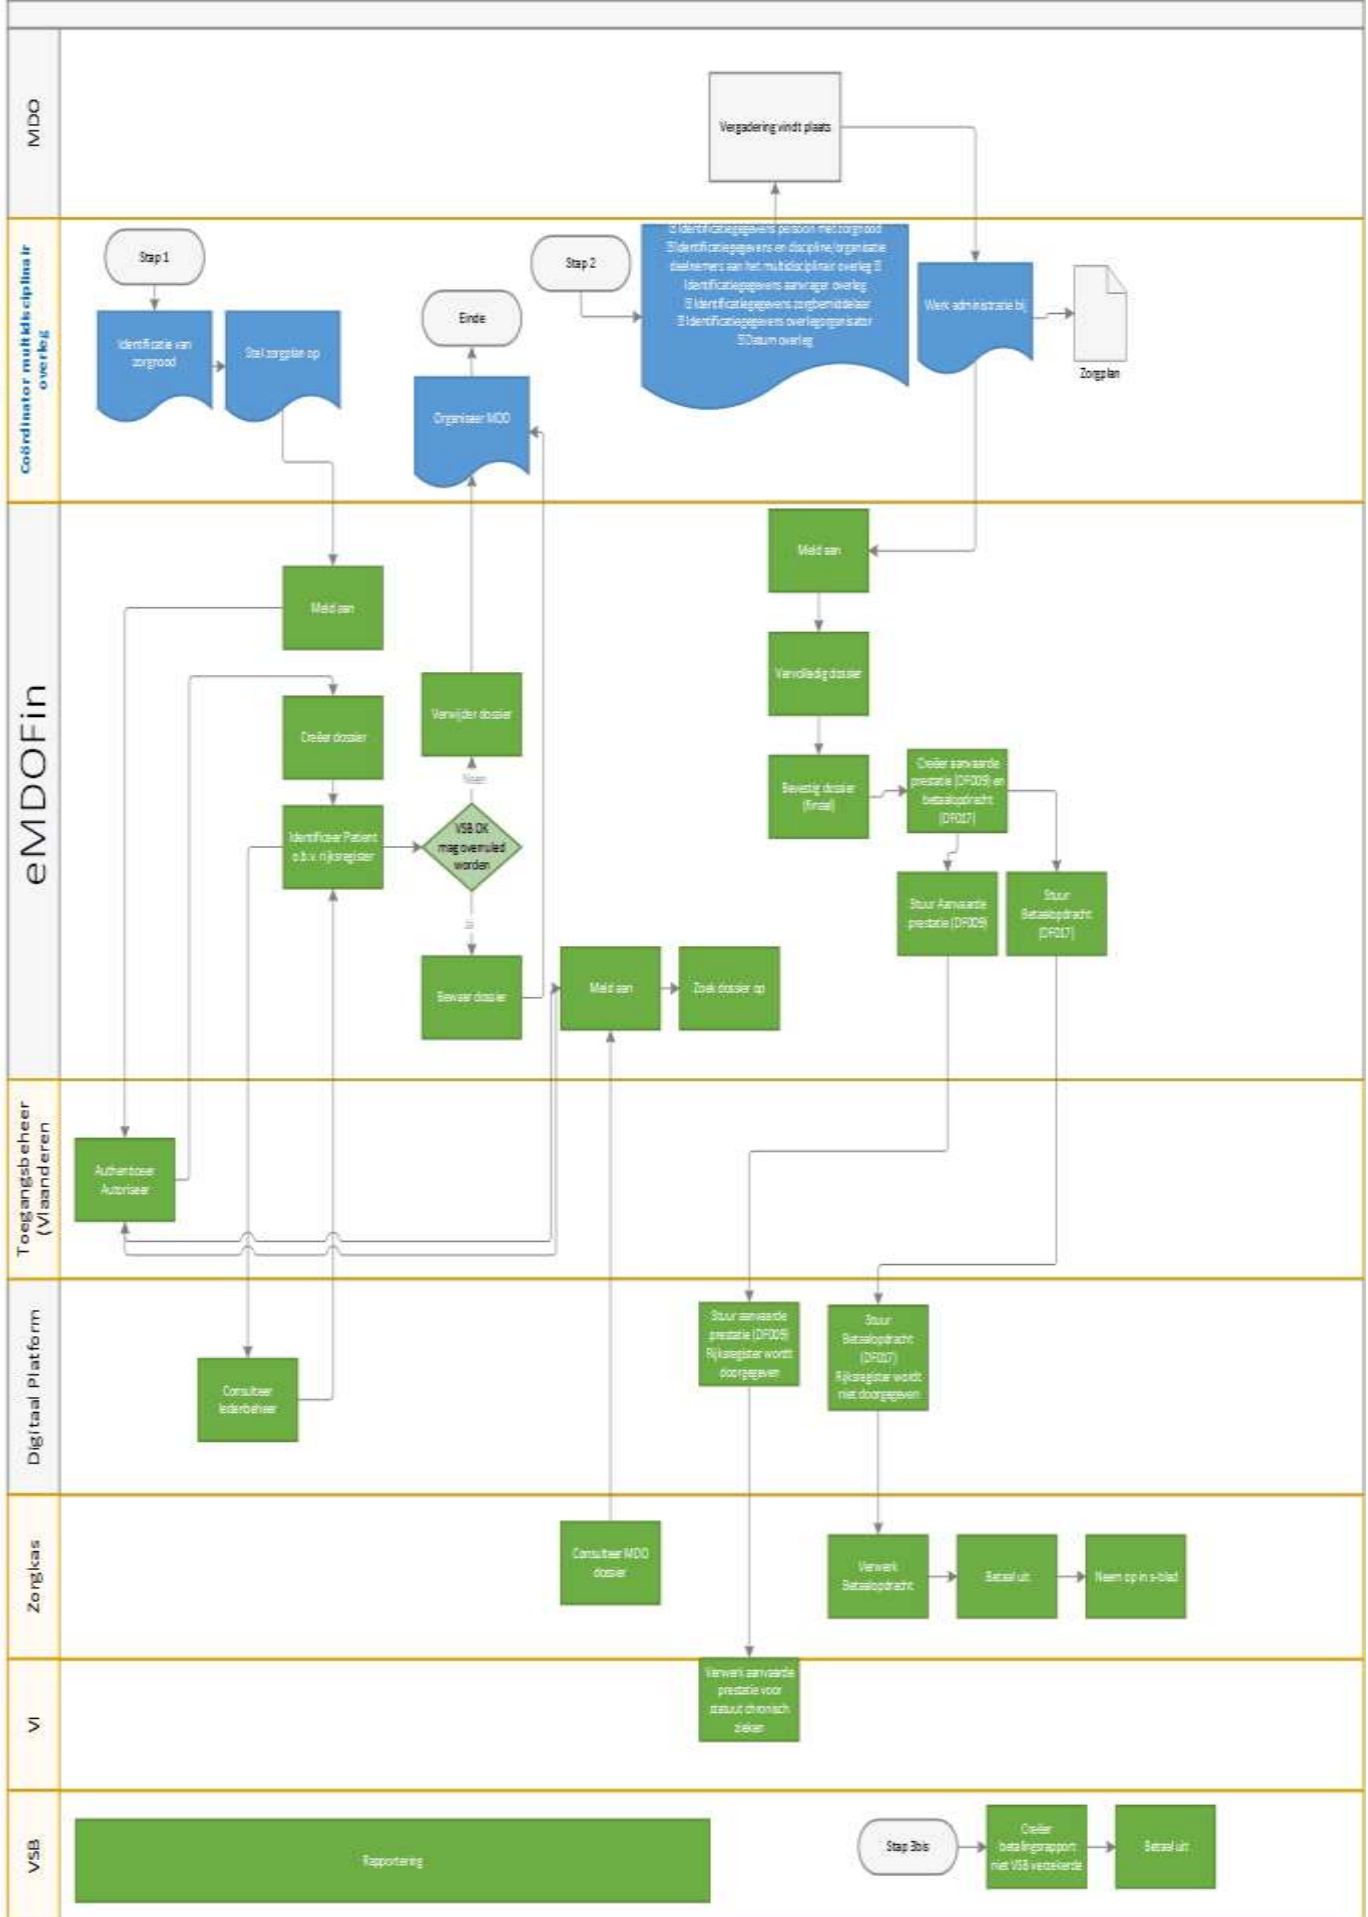 MDO
Vergadering vindt plaats
Coördinator multidisciplinair
overleg
Stap 1
Identificatie van
zorgnood
Stel zorgplan op
Einde
Organiseer MDO
Stap 2
Identificatiegegevens persoon met zorgnood
Identificatiegegevens en discipline/organisatie
deelnemers aan het multidisciplinair overleg
Identificatiegegevens aanvrager overleg
Identificatiegegevens zorgbemiddelaar
Identificatiegegevens overlegorganisator
Datum overleg
Werk administratie bij
Zorgplan
eMDOFin
Meld aan
Creëer dossier
Identificeer Patient
o.b.v. rijksregister
Verwijder dossier
Neen
VSB OK
mag overruled
worden
Bewaar dossier
Meld aan
Zoek dossier op
Meld aan
Vervolledig dossier
Bevestig dossier
(finaal)
Creëer aanvaarde
prestatie (DF009) en
betaalopdracht
(DF017)
Stuur Aanvaarde
prestatie (DF009)
Stuur
Betaalopdracht
(DF017)
Toegangsbeheer
(Vlaanderen
Authenticeer
Autoriseer
Digitaal Platform
Consulteer
ledenbeheer
Stuur aanvaarde
prestatie (DF009)
Rijksregister wordt
doorgegeven
Stuur
Betaalopdracht
(DF017)
Rijksregister wordt
niet doorgegeven
Zorgkas
Consulteer MDO
dossier
Verwerk
Betaalopdracht
Betaal uit
Neem op in s-blad
VI
Verwerk aanvaarde
prestatie voor
statuut chronisch
zieken
VSB
Rapportering
Stap 3bis
Creëer
betalingsrapport
niet VSB verzekerde
Betaal uit